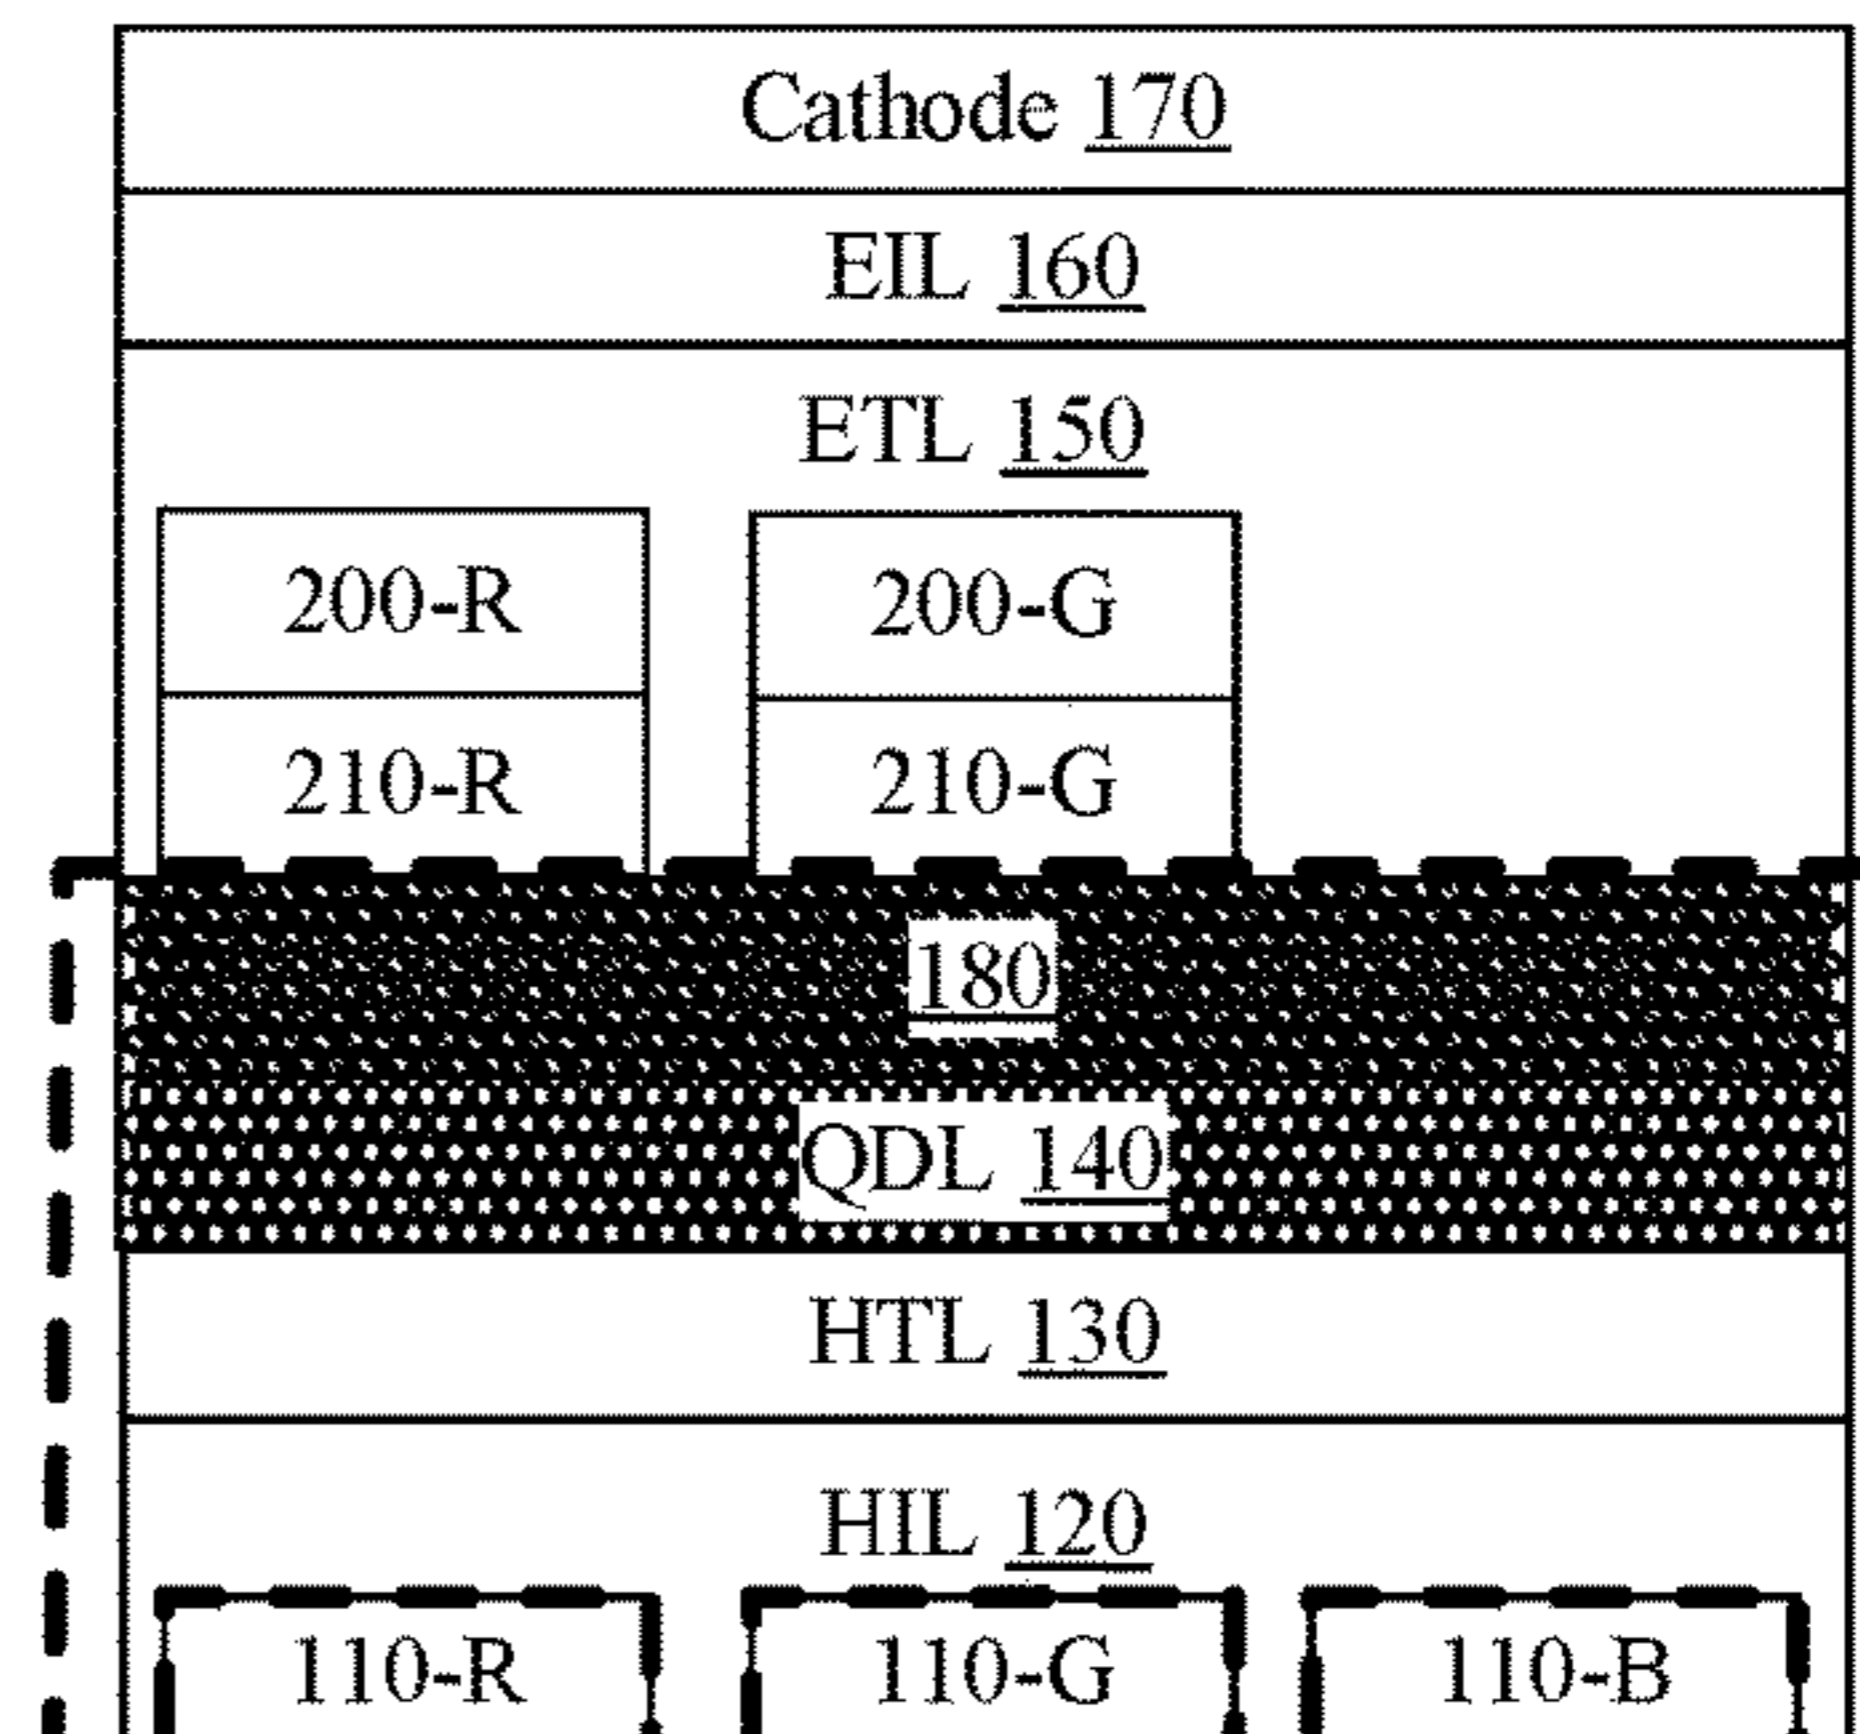 Cathode 170
EIL 160
ETL 150
200-R 200-G
210-R 210-G
180
QDL 140
HTL 130
HIL 120
110-R 110-G 110-B